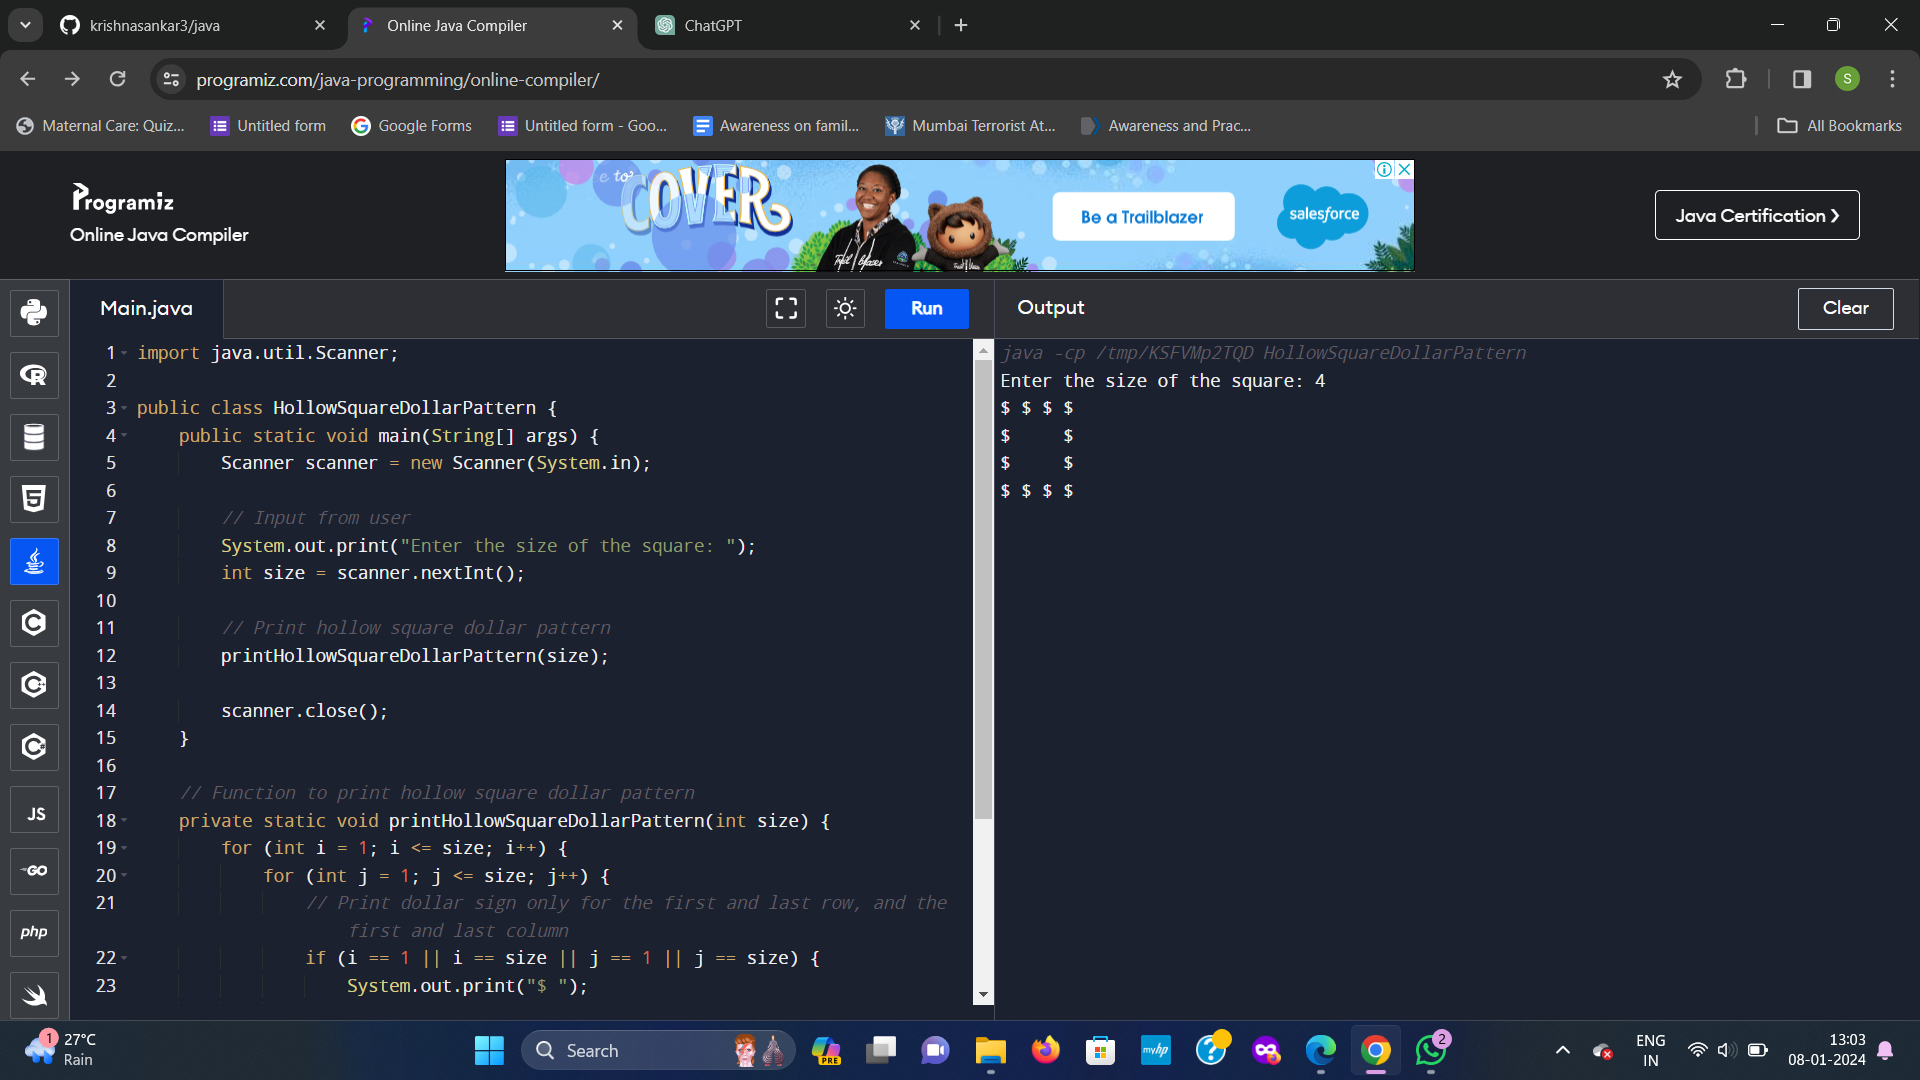 krishnasankar3/java
Online Java Compiler
ChatGPT
programiz.com/java-programming/online-compiler/
S
Maternal Care: Quiz...
Untitled form
Google Forms
Untitled form - Goo...
Awareness on famil...
Mumbai Terrorist At...
Awareness and Prac...
All Bookmarks
Programiz
Online Java Compiler
e to
COVER
Be a Trailblazer
salesforce
Java Certification ❯
Main.java
Run
Output
Clear
1 import java.util.Scanner;
2
3 public class HollowSquareDollarPattern {
4     public static void main(String[] args) {
5         Scanner scanner = new Scanner(System.in);
6
7         // Input from user
8         System.out.print("Enter the size of the square: ");
9         int size = scanner.nextInt();
10
11         // Print hollow square dollar pattern
12         printHollowSquareDollarPattern(size);
13
14         scanner.close();
15     }
16
17     // Function to print hollow square dollar pattern
18     private static void printHollowSquareDollarPattern(int size) {
19         for (int i = 1; i <= size; i++) {
20             for (int j = 1; j <= size; j++) {
21                 // Print dollar sign only for the first and last row, and the
first and last column
22                 if (i == 1 || i == size || j == 1 || j == size) {
23                     System.out.print("$ ");
java -cp /tmp/KSFVMp2TQD HollowSquareDollarPattern
Enter the size of the square: 4
$ $ $ $
$     $
$     $
$ $ $ $
R
5
C
C
C
JS
GO
php
1
27°C
Rain
Search
PRE
myhp
2
ENG
IN
13:03
08-01-2024